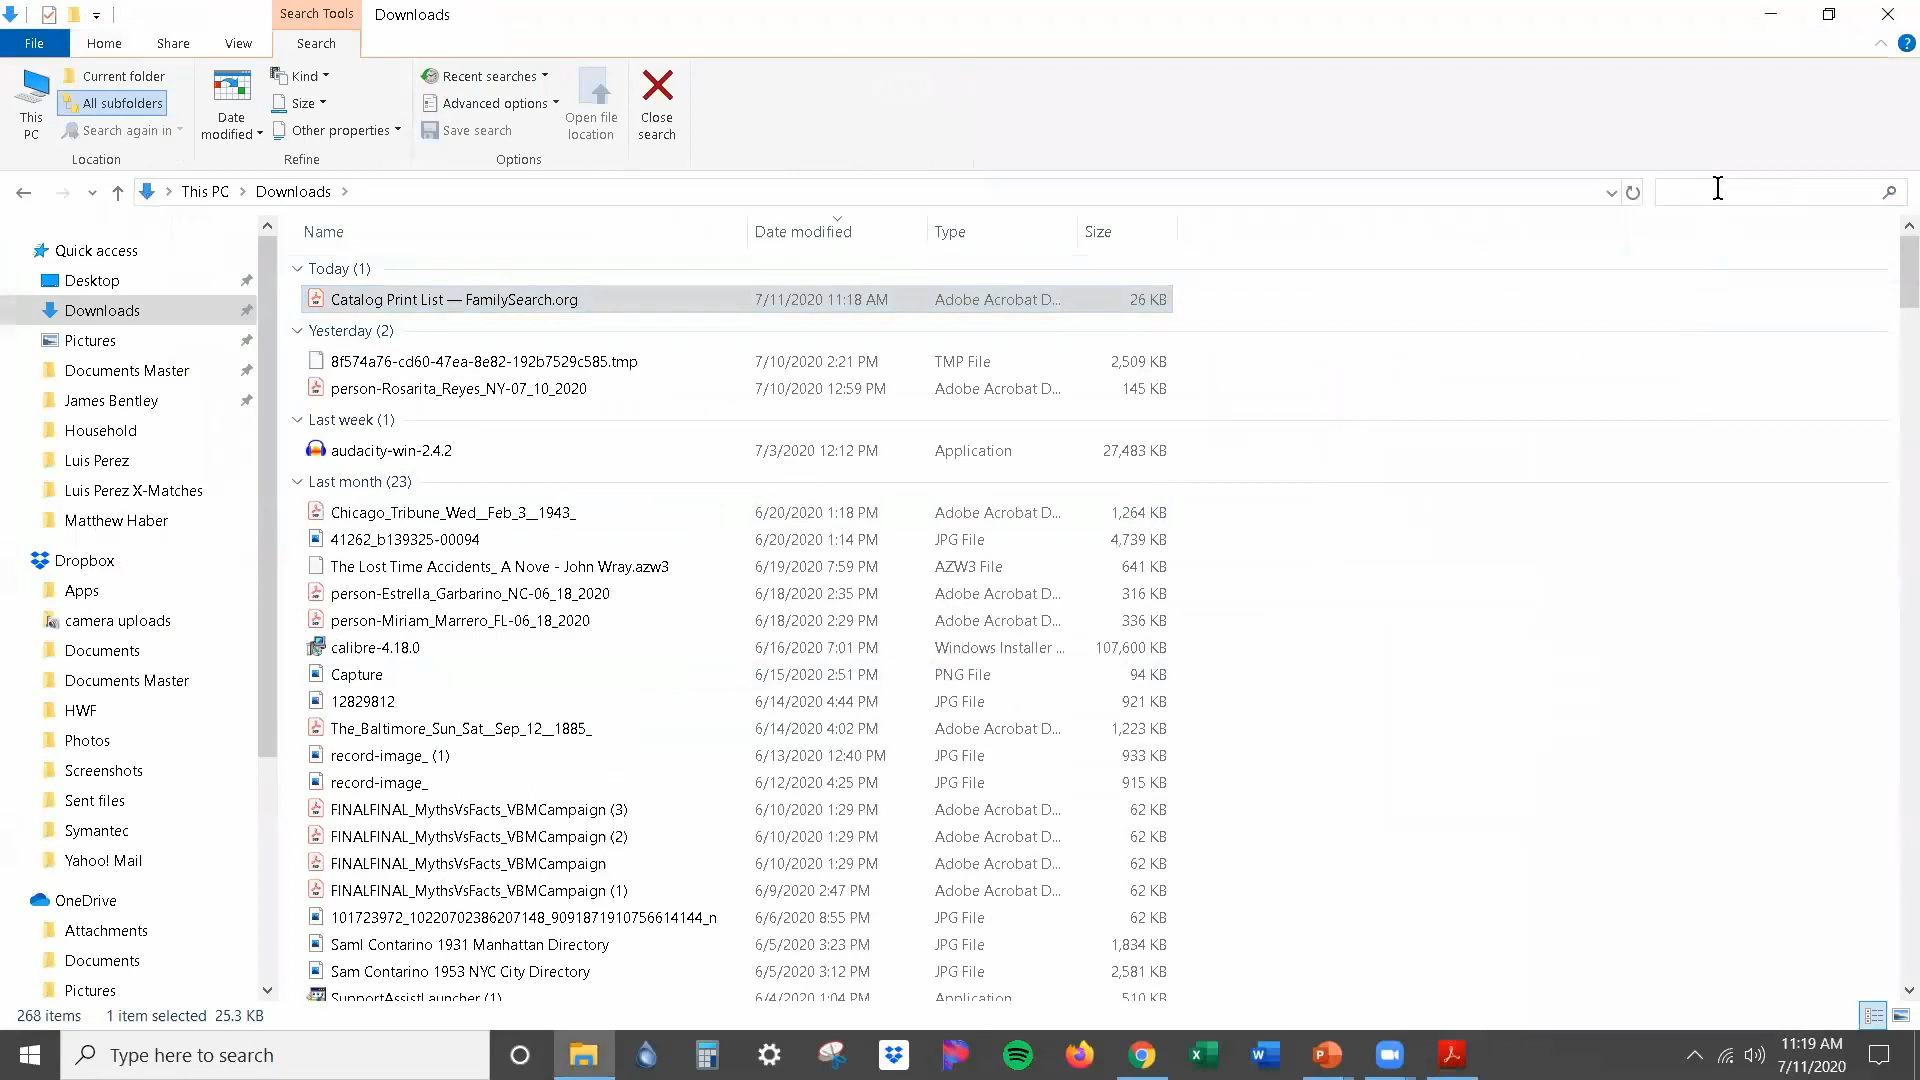 Search Tools Downloads
File Home Share View Search
This PC
Current folder
All subfolders
Search again in
Location
Date modified
Kind
Size
Other properties
Refine
Recent searches
Advanced options
Save search
Options
Open file location
Close search
This PC Downloads
Quick access
Desktop
Downloads
Pictures
Documents Master
James Bentley
Household
Luis Perez
Luis Perez X-Matches
Matthew Haber
Dropbox
Apps
camera uploads
Documents
Documents Master
HWF
Photos
Screenshots
Sent files
Symantec
Yahoo! Mail
OneDrive
Attachments
Documents
Pictures
Name Date modified Type Size
Today (1)
Catalog Print List — FamilySearch.org 7/11/2020 11:18 AM Adobe Acrobat D... 26 KB
Yesterday (2)
8f574a76-cd60-47ea-8e82-192b7529c585.tmp 7/10/2020 2:21 PM TMP File 2,509 KB
person-Rosarita_Reyes_NY-07_10_2020 7/10/2020 12:59 PM Adobe Acrobat D... 145 KB
Last week (1)
audacity-win-2.4.2 7/3/2020 12:12 PM Application 27,483 KB
Last month (23)
Chicago_Tribune_Wed__Feb_3__1943_ 6/20/2020 1:18 PM Adobe Acrobat D... 1,264 KB
41262_b139325-00094 6/20/2020 1:14 PM JPG File 4,739 KB
The Lost Time Accidents_ A Nove - John Wray.azw3 6/19/2020 7:59 PM AZW3 File 641 KB
person-Estrella_Garbarino_NC-06_18_2020 6/18/2020 2:35 PM Adobe Acrobat D... 316 KB
person-Miriam_Marrero_FL-06_18_2020 6/18/2020 2:29 PM Adobe Acrobat D... 336 KB
calibre-4.18.0 6/16/2020 7:01 PM Windows Installer ... 107,600 KB
Capture 6/15/2020 2:51 PM PNG File 94 KB
12829812 6/14/2020 4:44 PM JPG File 921 KB
The_Baltimore_Sun_Sat__Sep_12__1885_ 6/14/2020 4:02 PM Adobe Acrobat D... 1,223 KB
record-image_ (1) 6/13/2020 12:40 PM JPG File 933 KB
record-image_ 6/12/2020 4:25 PM JPG File 915 KB
FINALFINAL_MythsVsFacts_VBMCampaign (3) 6/10/2020 1:29 PM Adobe Acrobat D... 62 KB
FINALFINAL_MythsVsFacts_VBMCampaign (2) 6/10/2020 1:29 PM Adobe Acrobat D... 62 KB
FINALFINAL_MythsVsFacts_VBMCampaign 6/10/2020 1:29 PM Adobe Acrobat D... 62 KB
FINALFINAL_MythsVsFacts_VBMCampaign (1) 6/9/2020 2:47 PM Adobe Acrobat D... 62 KB
101723972_10220702386207148_9091871910756614144_n 6/6/2020 8:55 PM JPG File 62 KB
Saml Contarino 1931 Manhattan Directory 6/5/2020 3:23 PM JPG File 1,834 KB
Sam Contarino 1953 NYC City Directory 6/5/2020 3:12 PM JPG File 2,581 KB
SupportAssistLauncher (1) 6/4/2020 1:04 PM Application 510 KB
268 items 1 item selected 25.3 KB
Type here to search
11:19 AM
7/11/2020